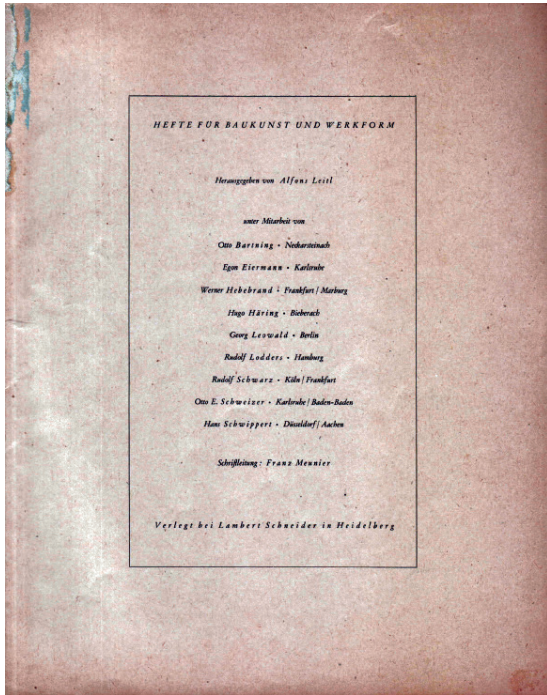 HEFTE FÜR BAUKUNST UND WERKFORM
Herausgegeben von Alfons Leitl
unter Mitarbeit von
Otto Bartning • Neckarsteinach
Egon Eiermann • Karlsruhe
Werner Hebebrand • Frankfurt / Marburg
Hugo Häring • Bieberach
Georg Leowald • Berlin
Rudolf Lodders • Hamburg
Rudolf Schwarz • Köln / Frankfurt
Otto E. Schweizer • Karlsruhe / Baden-Baden
Hans Schwippert • Düsseldorf / Aachen
Schriftleitung: Franz Meunier
Verlegt bei Lambert Schneider in Heidelberg